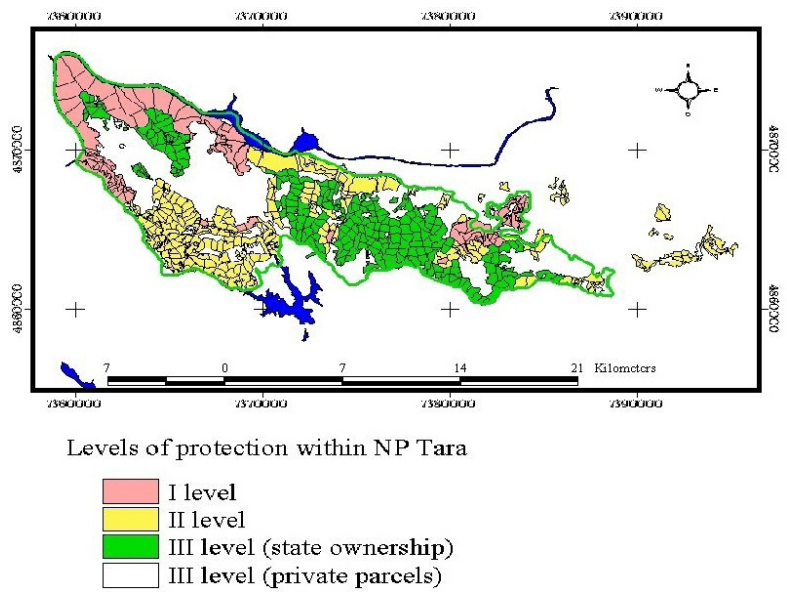 7360000 7370000 7380000 7390000
4870000 4870000
4860000 4860000
W E
7 0 7 14 21 Kilometers
7360000 7370000 7380000 7390000
Levels of protection within NP Tara
I level
II level
III level (state ownership)
III level (private parcels)